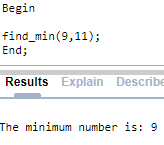 Begin
find_min(9,11);
End;
Results Explain Describe
The minimum number is: 9